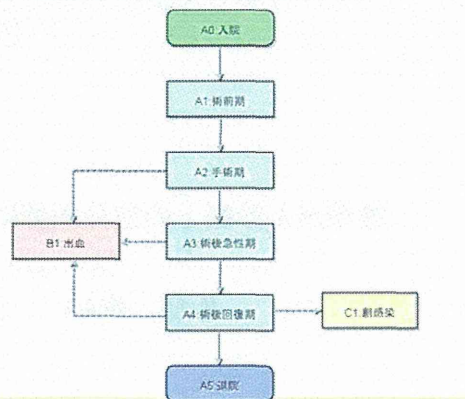 A0 入院
A1 術前期
A2 手術期
B1 出血
A3 術後急性期
A4 術後回復期
C1 創感染
A5 退院